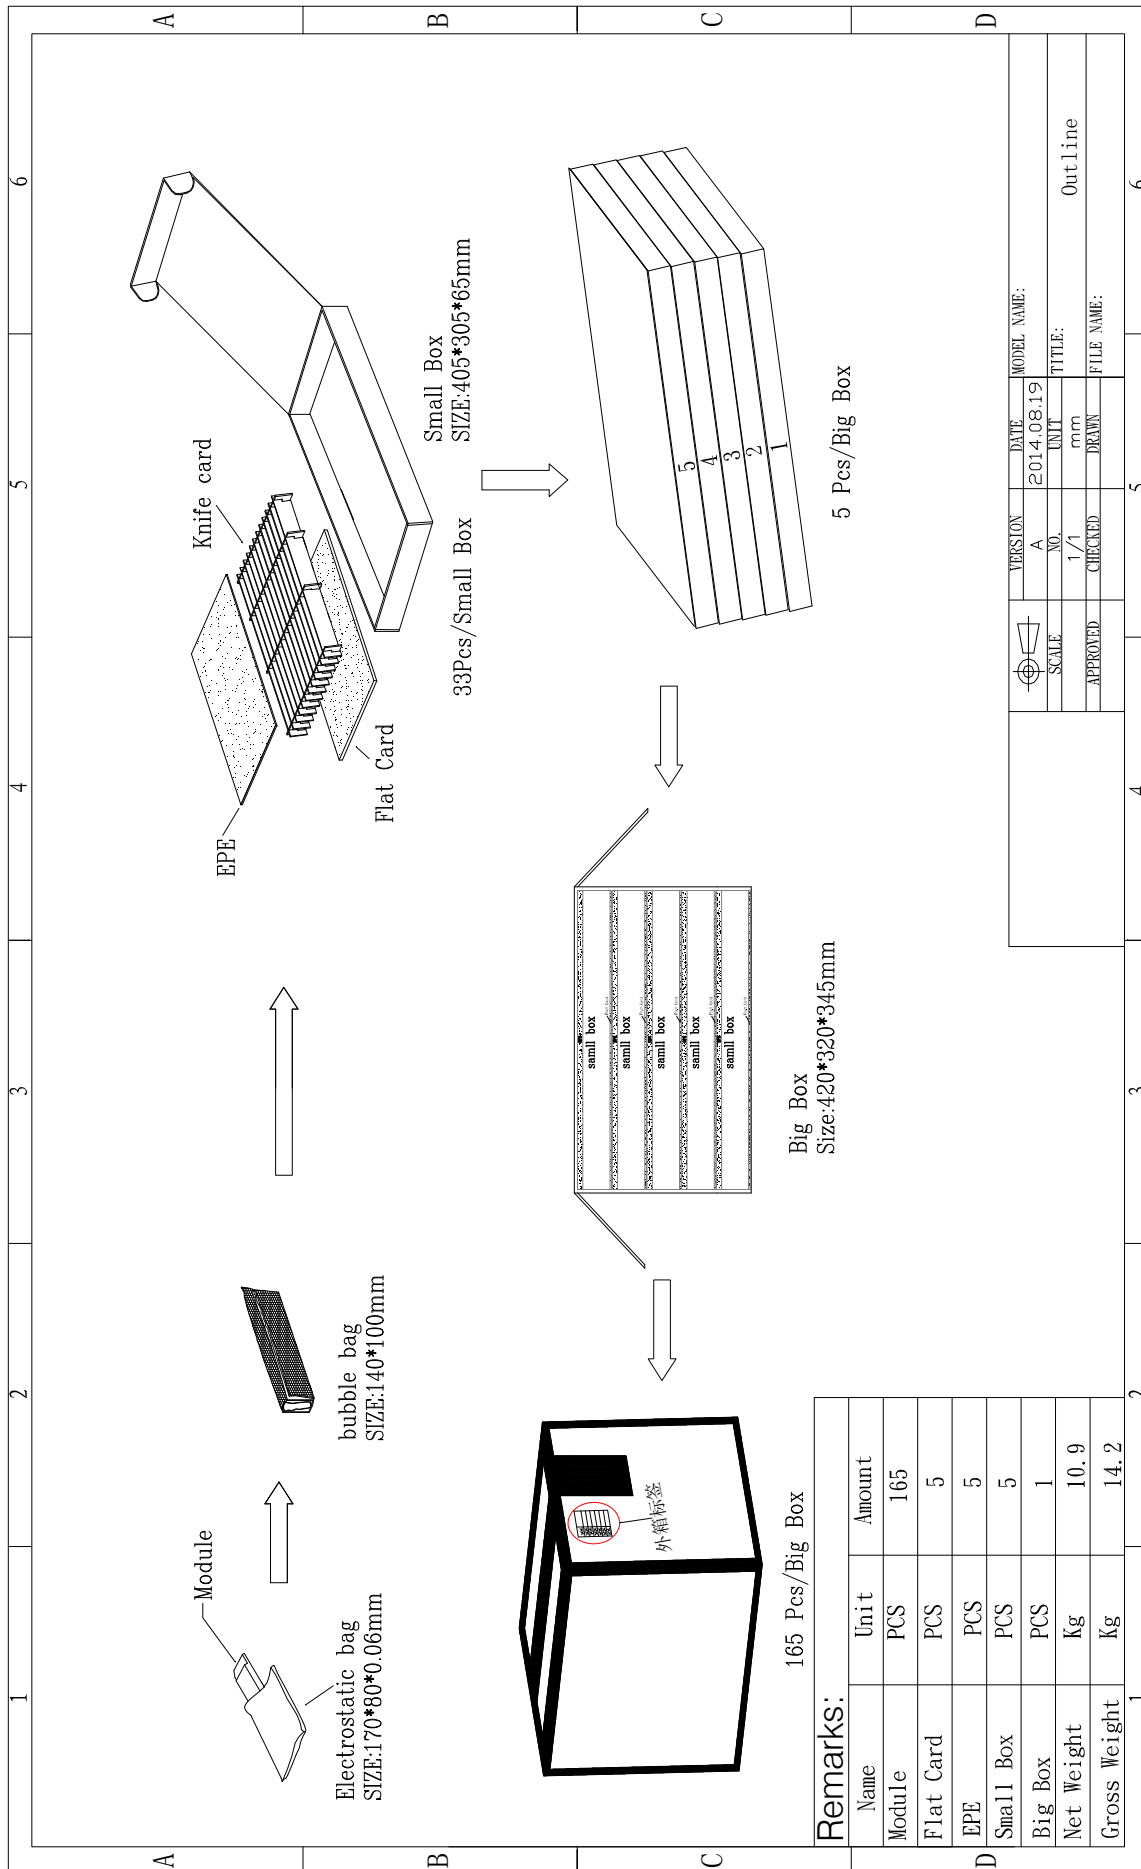 1
2
3
4
5
6
A
A
B
B
C
C
D
D
Module
Electrostatic bag
SIZE:170*80*0.06mm
bubble bag
SIZE:140*100mm
EPE
Flat Card
Knife card
Small Box
SIZE:405*305*65mm
33Pcs/Small Box
5
4
3
2
1
5 Pcs/Big Box
samll box
samll box
samll box
samll box
samll box
Big Box
Size:420*320*345mm
外箱标签
165 Pcs/Big Box
Remarks:
Name Unit Amount
Module PCS 165
Flat Card PCS 5
EPE PCS 5
Small Box PCS 5
Big Box PCS 1
Net Weight Kg 10.9
Gross Weight Kg 14.2
VERSION DATE MODEL NAME:
A 2014.08.19
SCALE NO. UNIT TITLE:
1/1 mm Outline
APPROVED CHECKED DRAWN FILE NAME:
1
2
3
4
5
6